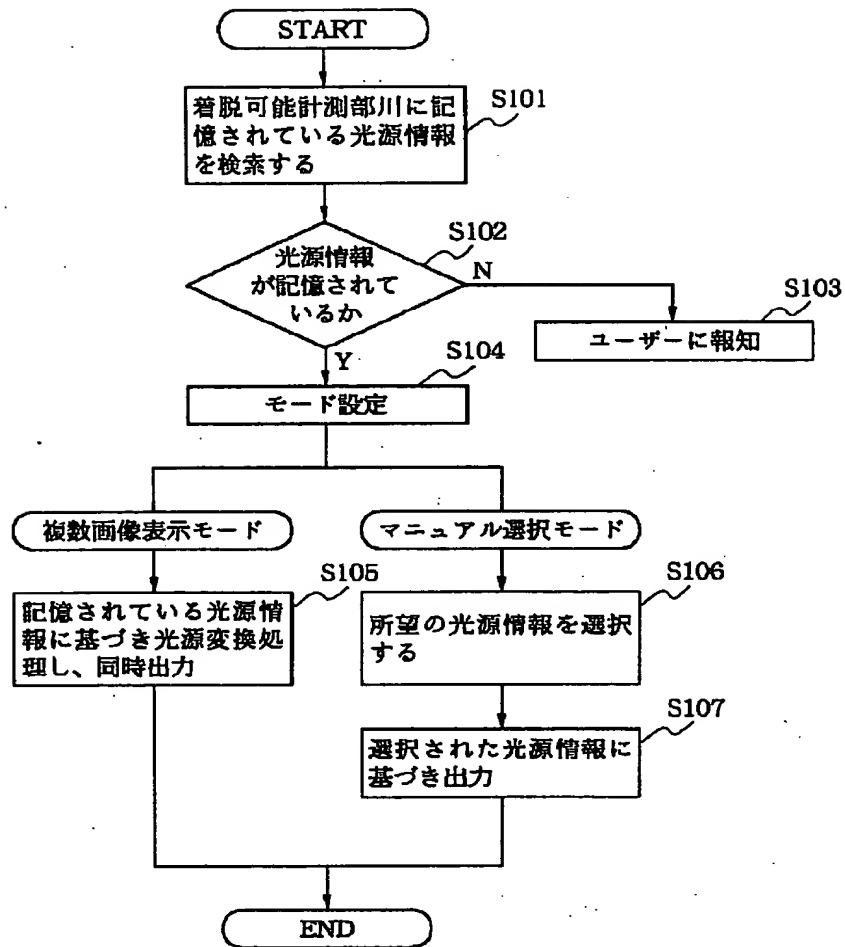 START
S101
着脱可能計測部川に記
憶されている光源情報
を検索する
S102
光源情報
が記憶されて
いるか
N
S103
ユーザーに報知
Y
S104
モード設定
複数画像表示モード
マニュアル選択モード
S105
記憶されている光源情
報に基づき光源変換処
理し、同時出力
S106
所望の光源情報を選択
する
S107
選択された光源情報に
基づき出力
END